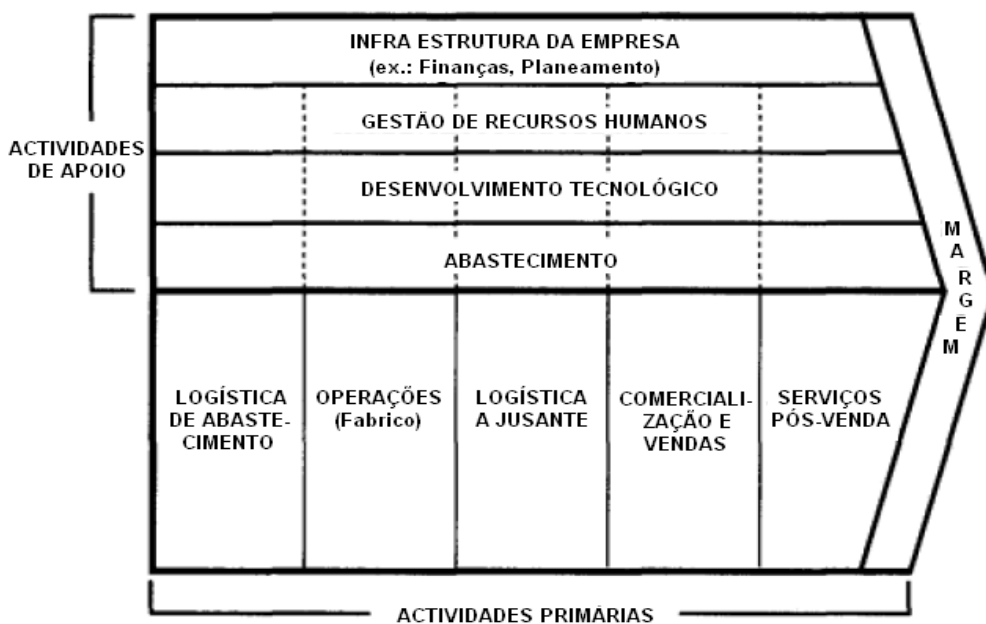 INFRA ESTRUTURA DA EMPRESA
(ex.: Finanças, Planeamento)
GESTÃO DE RECURSOS HUMANOS
ACTIVIDADES
DE APOIO
DESENVOLVIMENTO TECNOLÓGICO
ABASTECIMENTO
MARGĒM
LOGÍSTICA
DE ABASTE-
CIMENTO
OPERAÇÕES
(Fabrico)
LOGÍSTICA
A JUSANTE
COMERCIALI-
ZAÇÃO E
VENDAS
SERVIÇOS
PÓS-VENDA
ACTIVIDADES PRIMÁRIAS